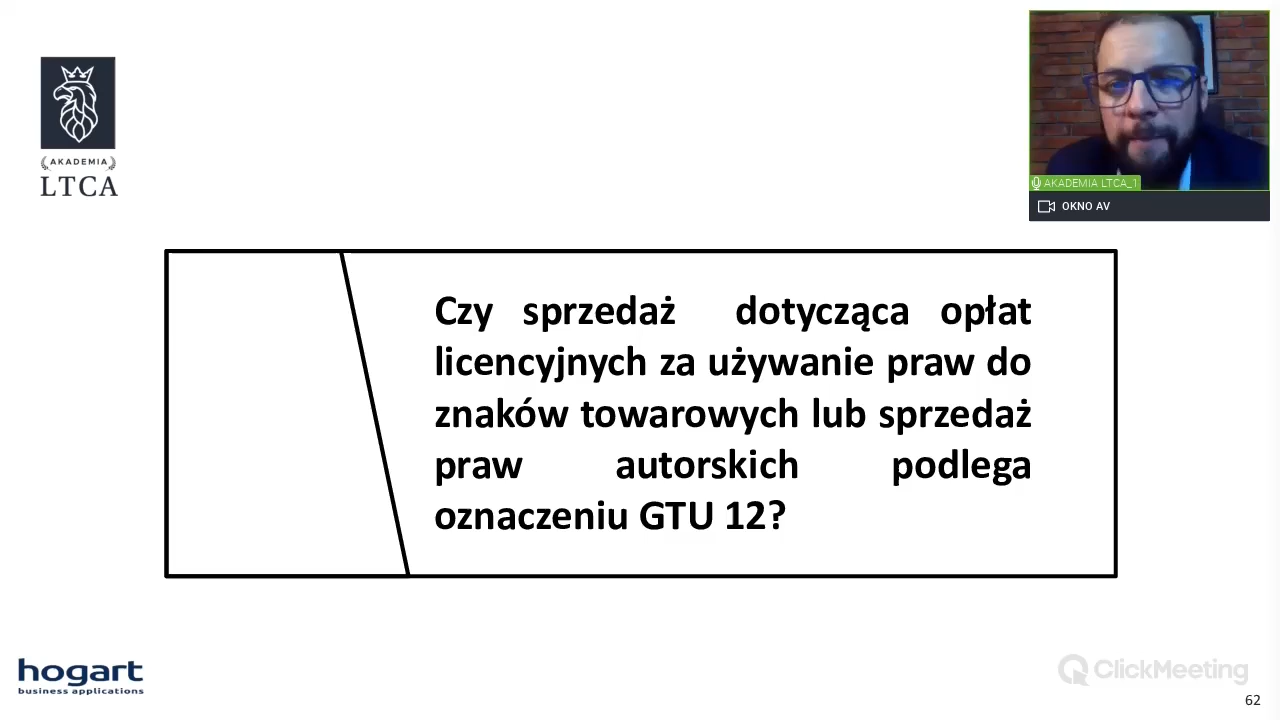 AKADEMIA
LTCA
AKADEMIA LTCA_1
OKNO AV
Czy sprzedaż dotycząca opłat
licencyjnych za używanie praw do
znaków towarowych lub sprzedaż
praw autorskich podlega
oznaczeniu GTU 12?
hogart
business applications
ClickMeeting
62